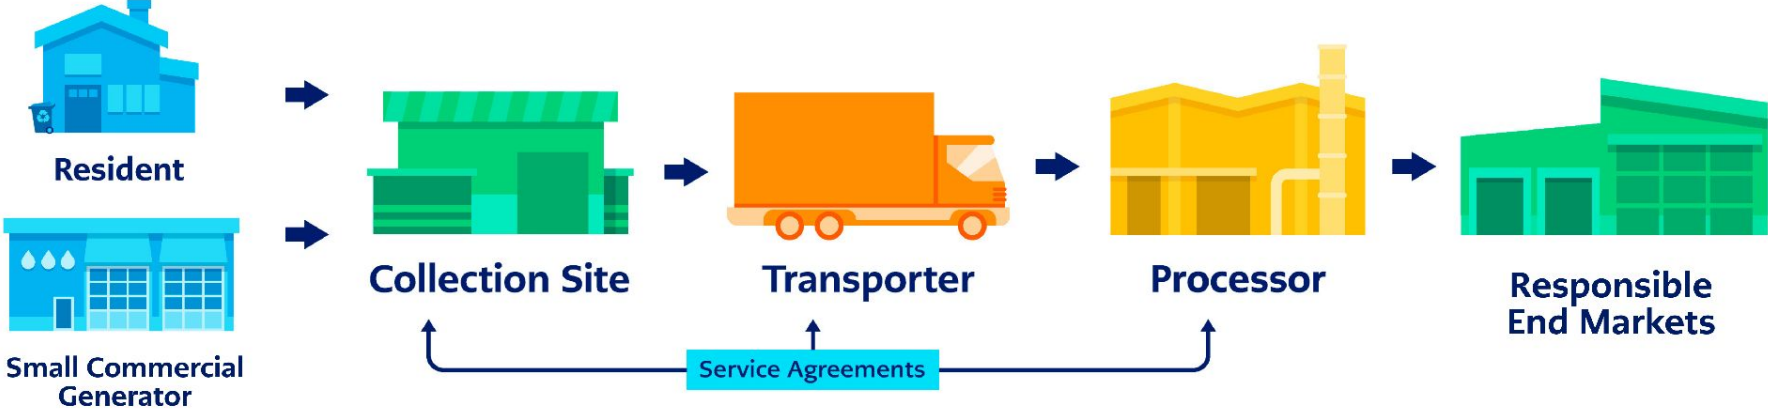 Resident
Small Commercial
Generator
Collection Site
Transporter
Processor
Responsible
End Markets
Service Agreements